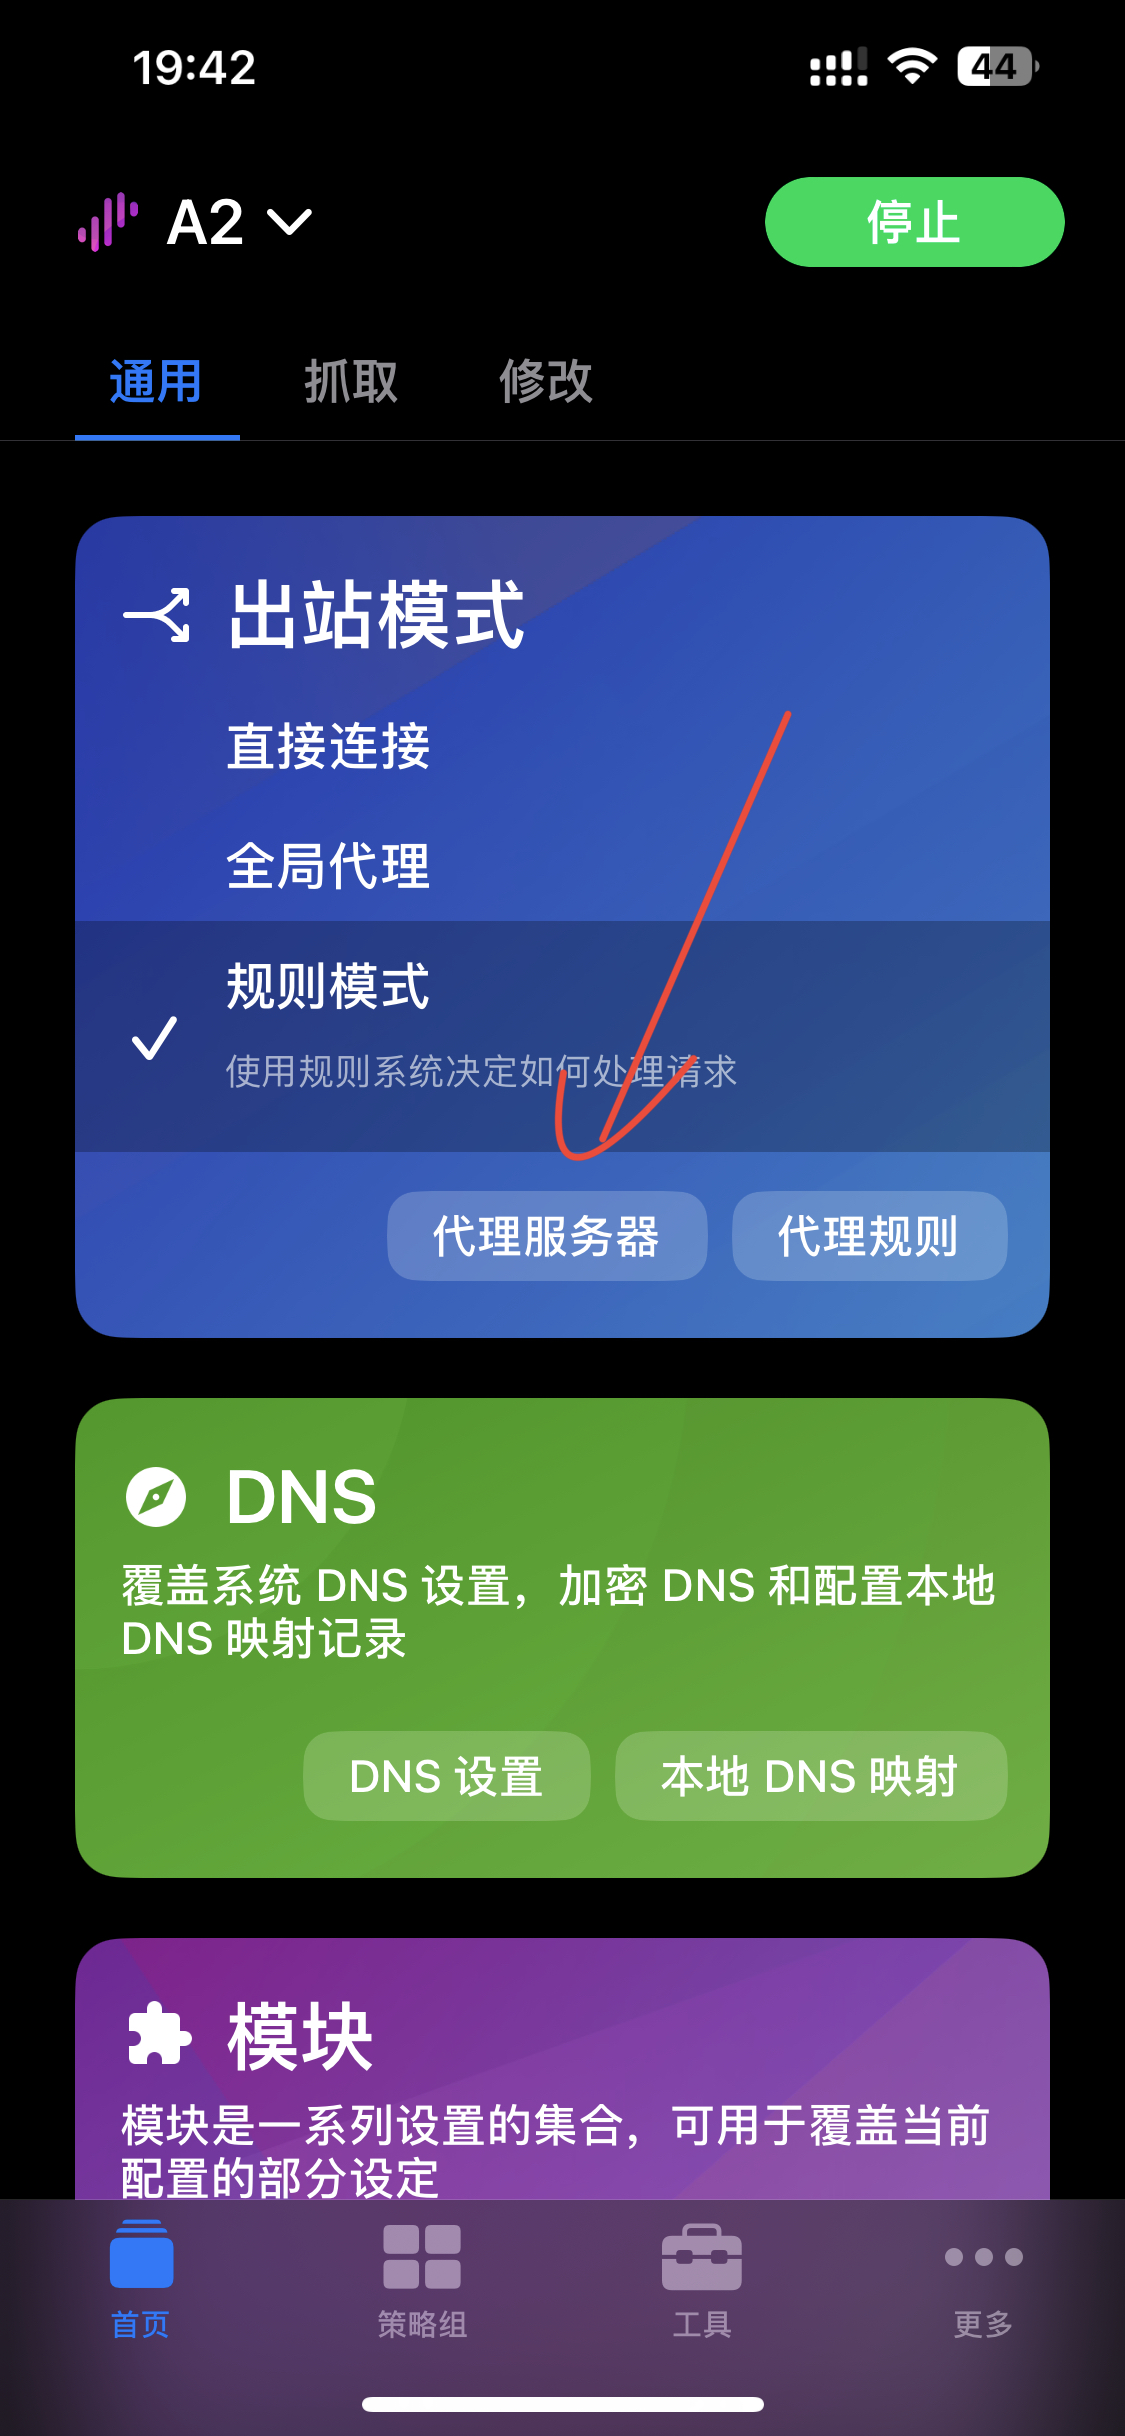 19:42
44
A2
停止
通用 抓取 修改
出站模式
直接连接
全局代理
规则模式
使用规则系统决定如何处理请求
代理服务器 代理规则
DNS
覆盖系统 DNS 设置，加密 DNS 和配置本地
DNS 映射记录
DNS 设置 本地 DNS 映射
模块
模块是一系列设置的集合，可用于覆盖当前
配置的部分设定
首页 策略组 工具 更多